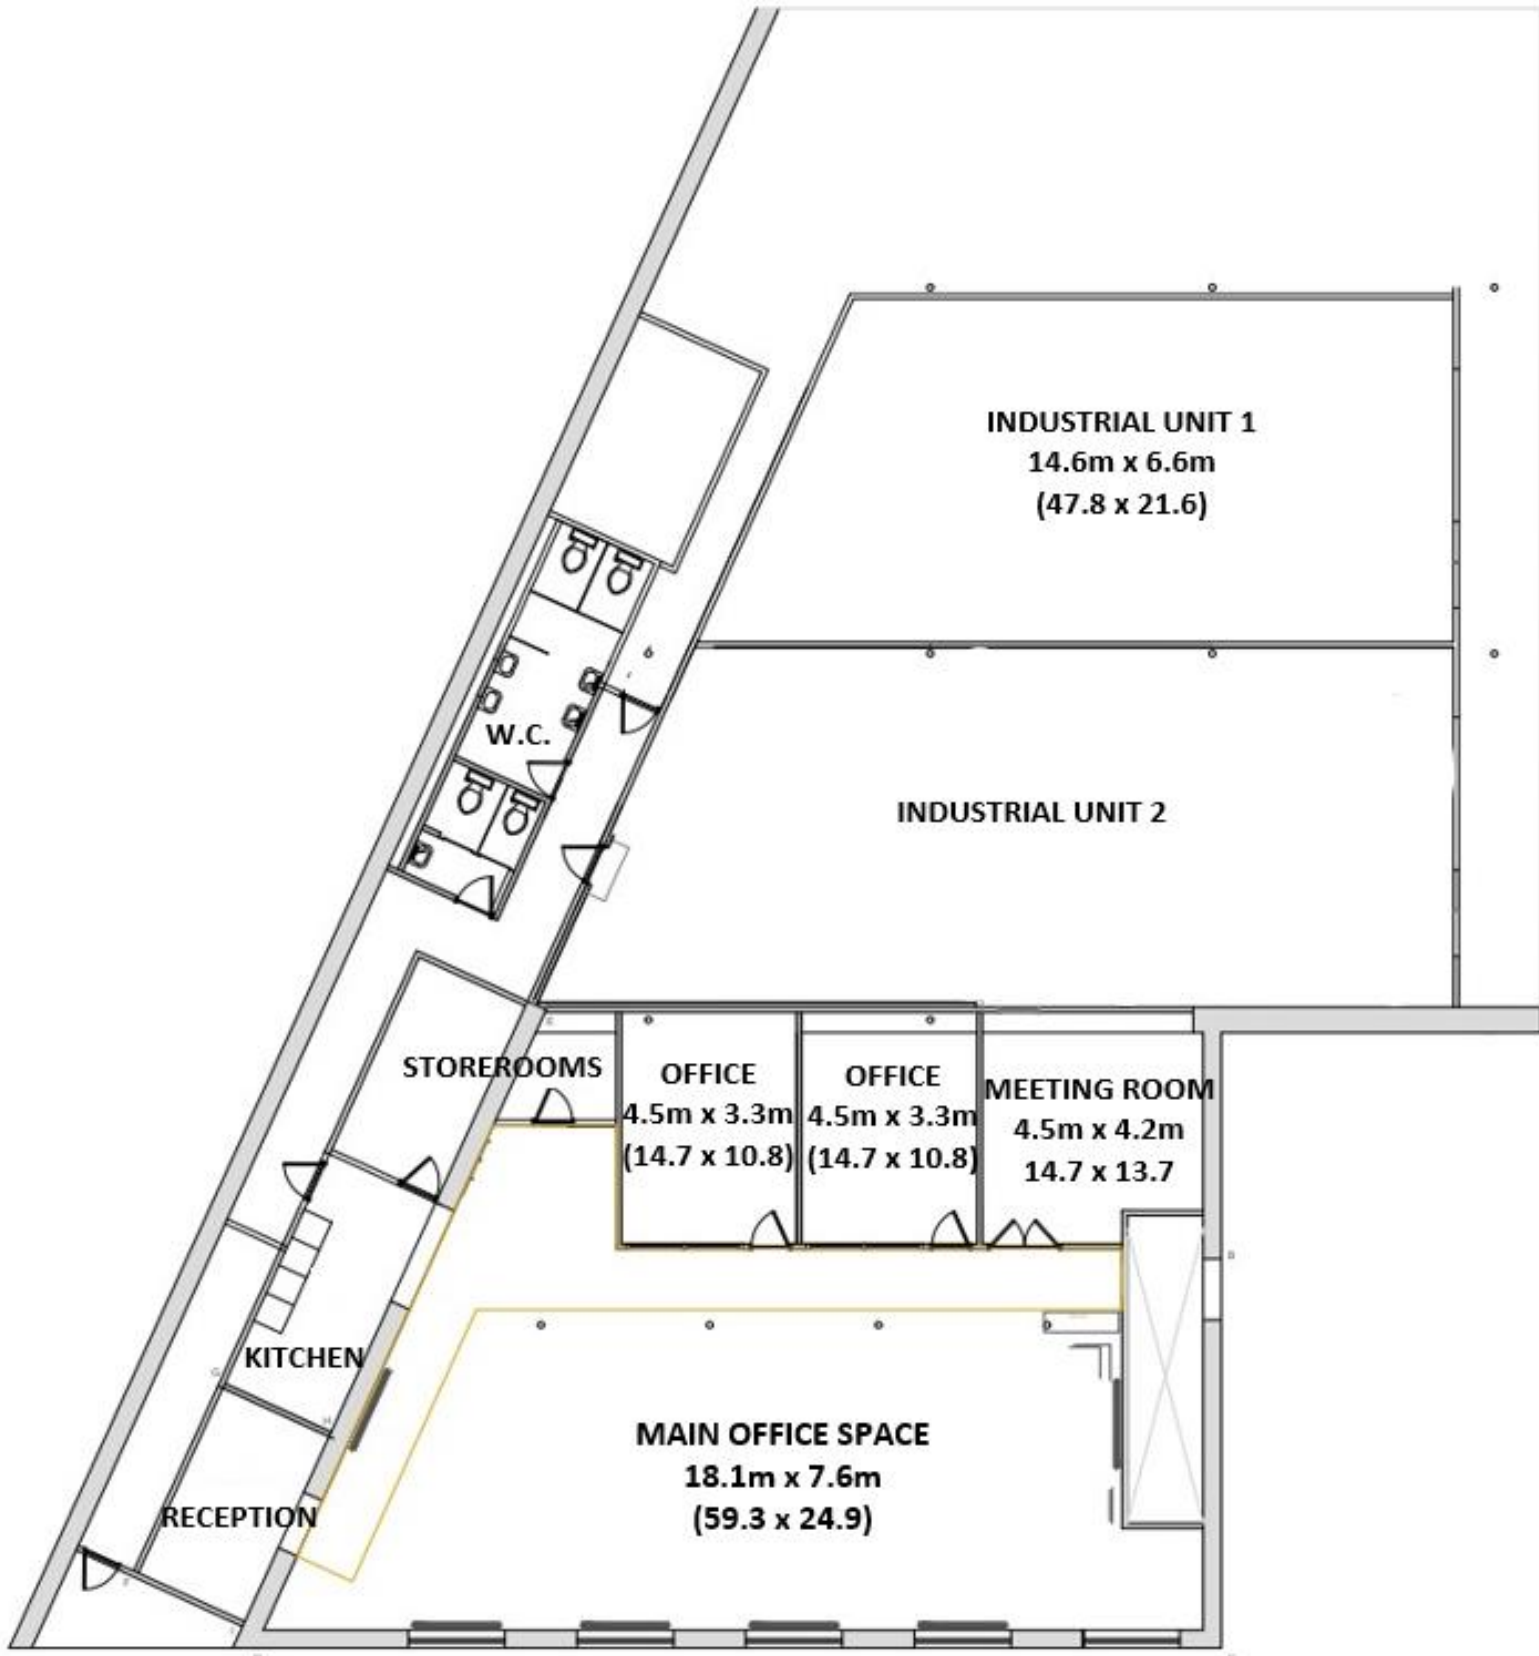 INDUSTRIAL UNIT 1
14.6m x 6.6m
(47.8 x 21.6)
W.C.
INDUSTRIAL UNIT 2
STOREROOMS
OFFICE
4.5m x 3.3m
(14.7 x 10.8)
OFFICE
4.5m x 3.3m
(14.7 x 10.8)
MEETING ROOM
4.5m x 4.2m
14.7 x 13.7
KITCHEN
MAIN OFFICE SPACE
18.1m x 7.6m
(59.3 x 24.9)
RECEPTION